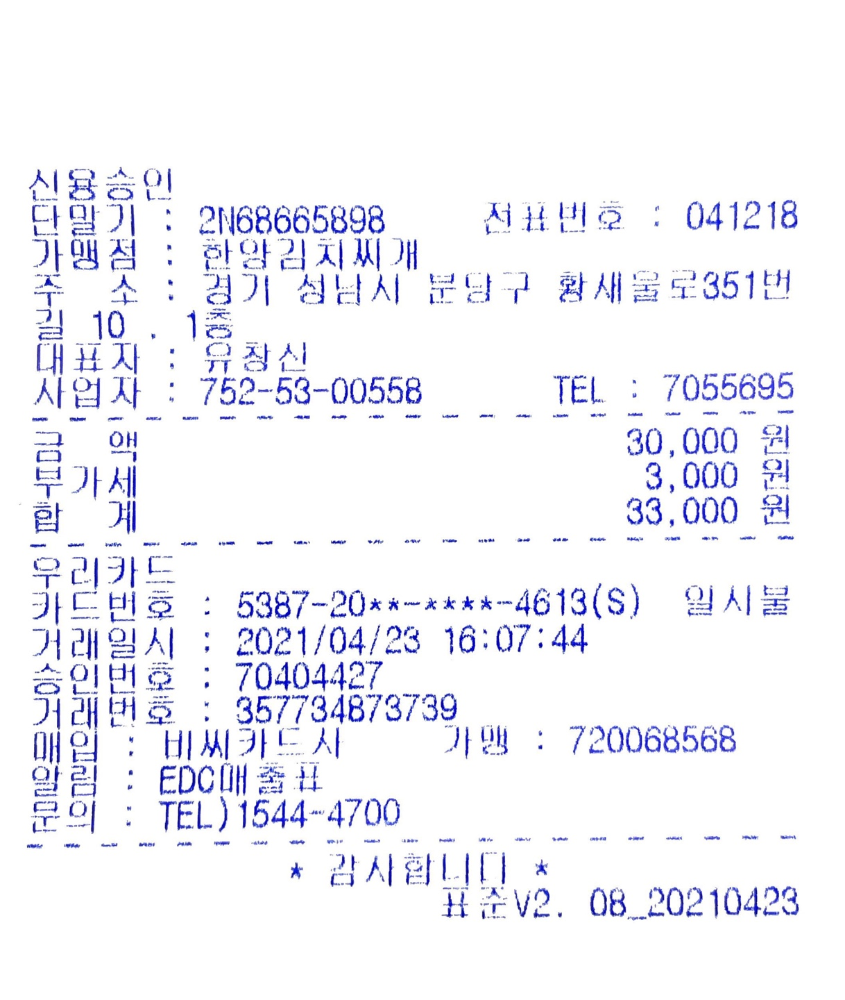 신용승인
단말기 : 2N68665898 전표번호 : 041218
가맹점 : 한암김치찌개
주 소 : 경기 성남시 분당구 황새울로351번
길 10 . 1층
대표자 : 유창신
사업자 : 752-53-00558 TEL : 7055695
금 액 30,000 원
부가세 3,000 원
합 계 33,000 원
우리카드
카드번호 : 5387-20**-****-4613(S) 일시불
거래일시 : 2021/04/23 16:07:44
승인번호 : 70404427
거래번호 : 357734873739
매입 : 비씨카드사 가맹 : 720068568
알림 : EDC매출표
문의 : TEL)1544-4700
* 감사합니다 *
표준V2. 08_20210423